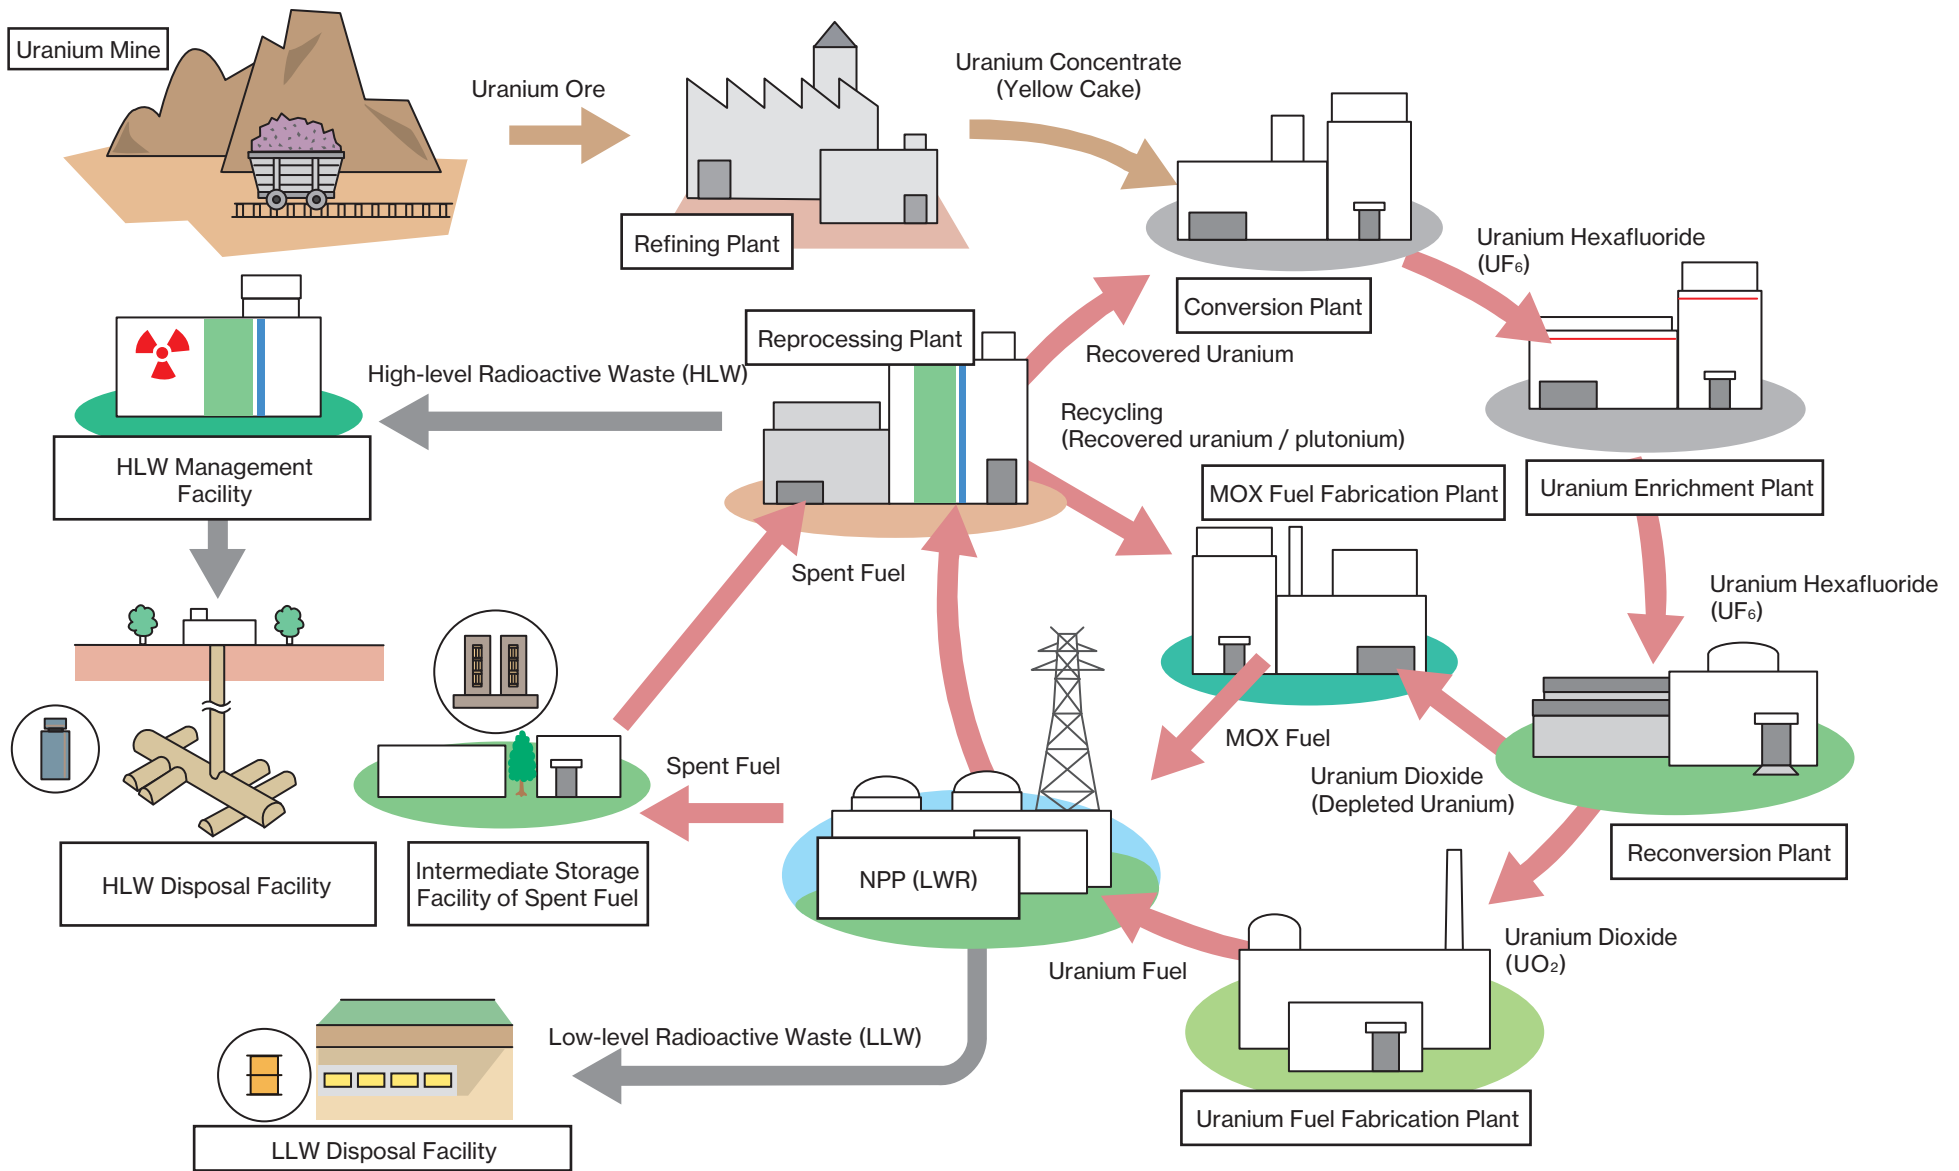 Uranium Mine
Uranium Ore
Refining Plant
Uranium Concentrate
(Yellow Cake)
Conversion Plant
Uranium Hexafluoride
(UF₆)
Uranium Enrichment Plant
Reprocessing Plant
Recovered Uranium
Recycling
(Recovered uranium / plutonium)
High-level Radioactive Waste (HLW)
HLW Management
Facility
MOX Fuel Fabrication Plant
Spent Fuel
Uranium Hexafluoride
(UF₆)
MOX Fuel
Uranium Dioxide
(Depleted Uranium)
Reconversion Plant
Spent Fuel
HLW Disposal Facility
Intermediate Storage
Facility of Spent Fuel
NPP (LWR)
Uranium Fuel
Uranium Dioxide
(UO₂)
Low-level Radioactive Waste (LLW)
LLW Disposal Facility
Uranium Fuel Fabrication Plant